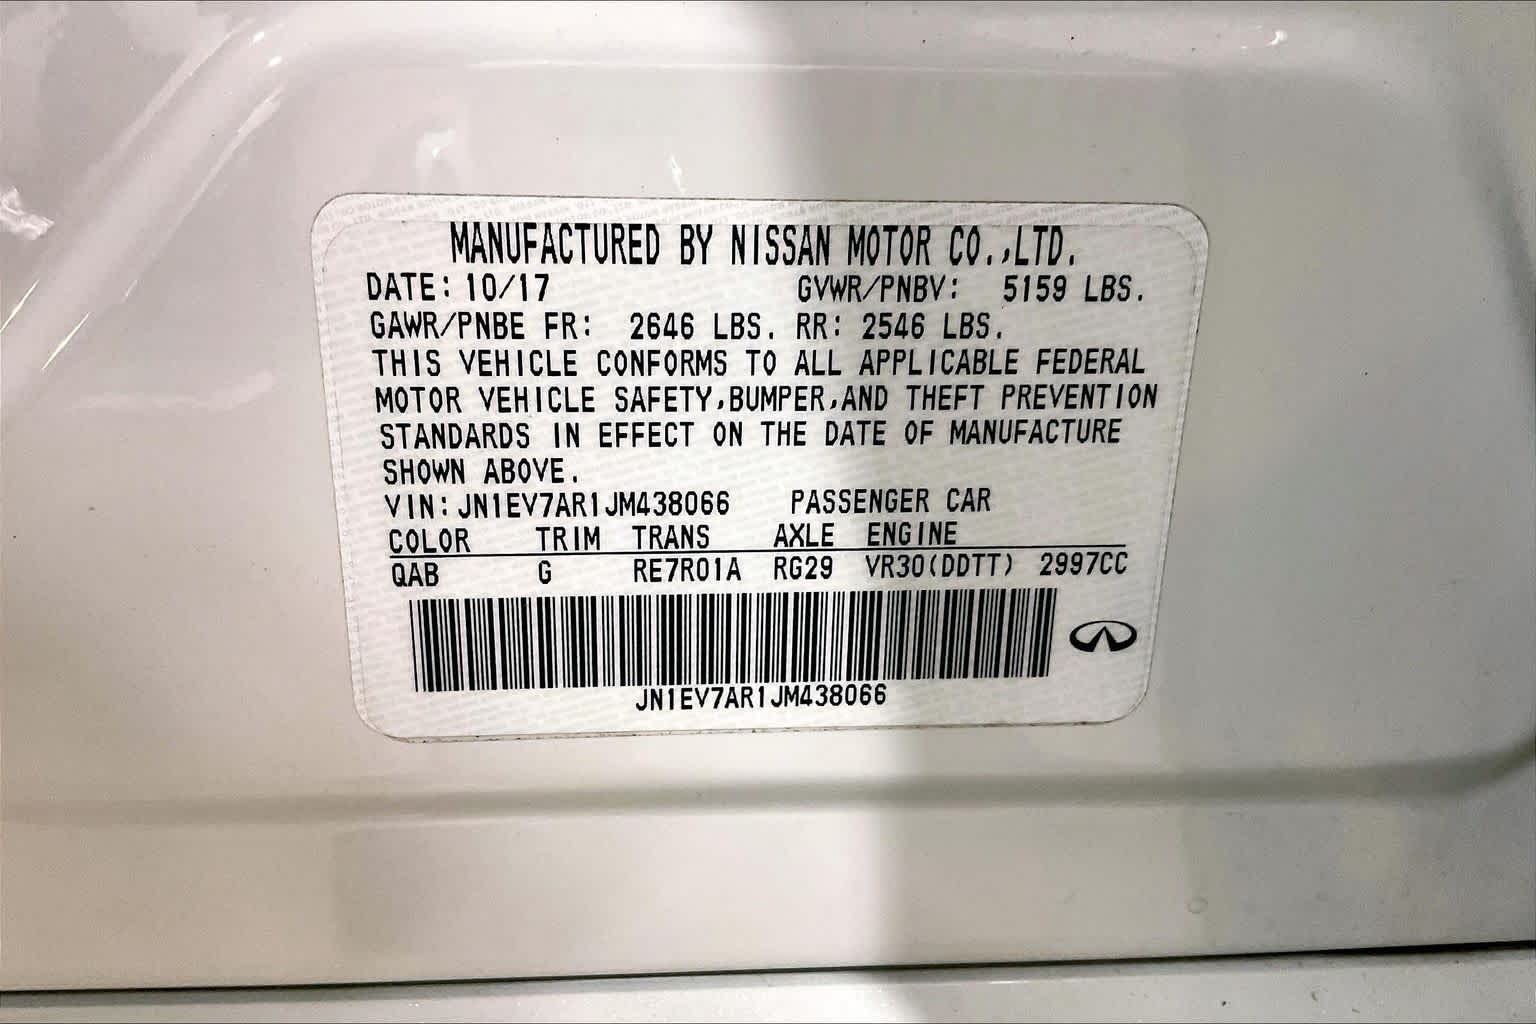 MANUFACTURED BY NISSAN MOTOR CO.,LTD.
DATE: 10/17 GVWR/PNBV: 5159 LBS.
GAWR/PNBE FR: 2646 LBS. RR: 2546 LBS.
THIS VEHICLE CONFORMS TO ALL APPLICABLE FEDERAL
MOTOR VEHICLE SAFETY,BUMPER,AND THEFT PREVENTION
STANDARDS IN EFFECT ON THE DATE OF MANUFACTURE
SHOWN ABOVE.
VIN:JN1EV7AR1JM438066 PASSENGER CAR
COLOR TRIM TRANS AXLE ENGINE
QAB G RE7R01A RG29 VR30(DDTT) 2997CC
JN1EV7AR1JM438066